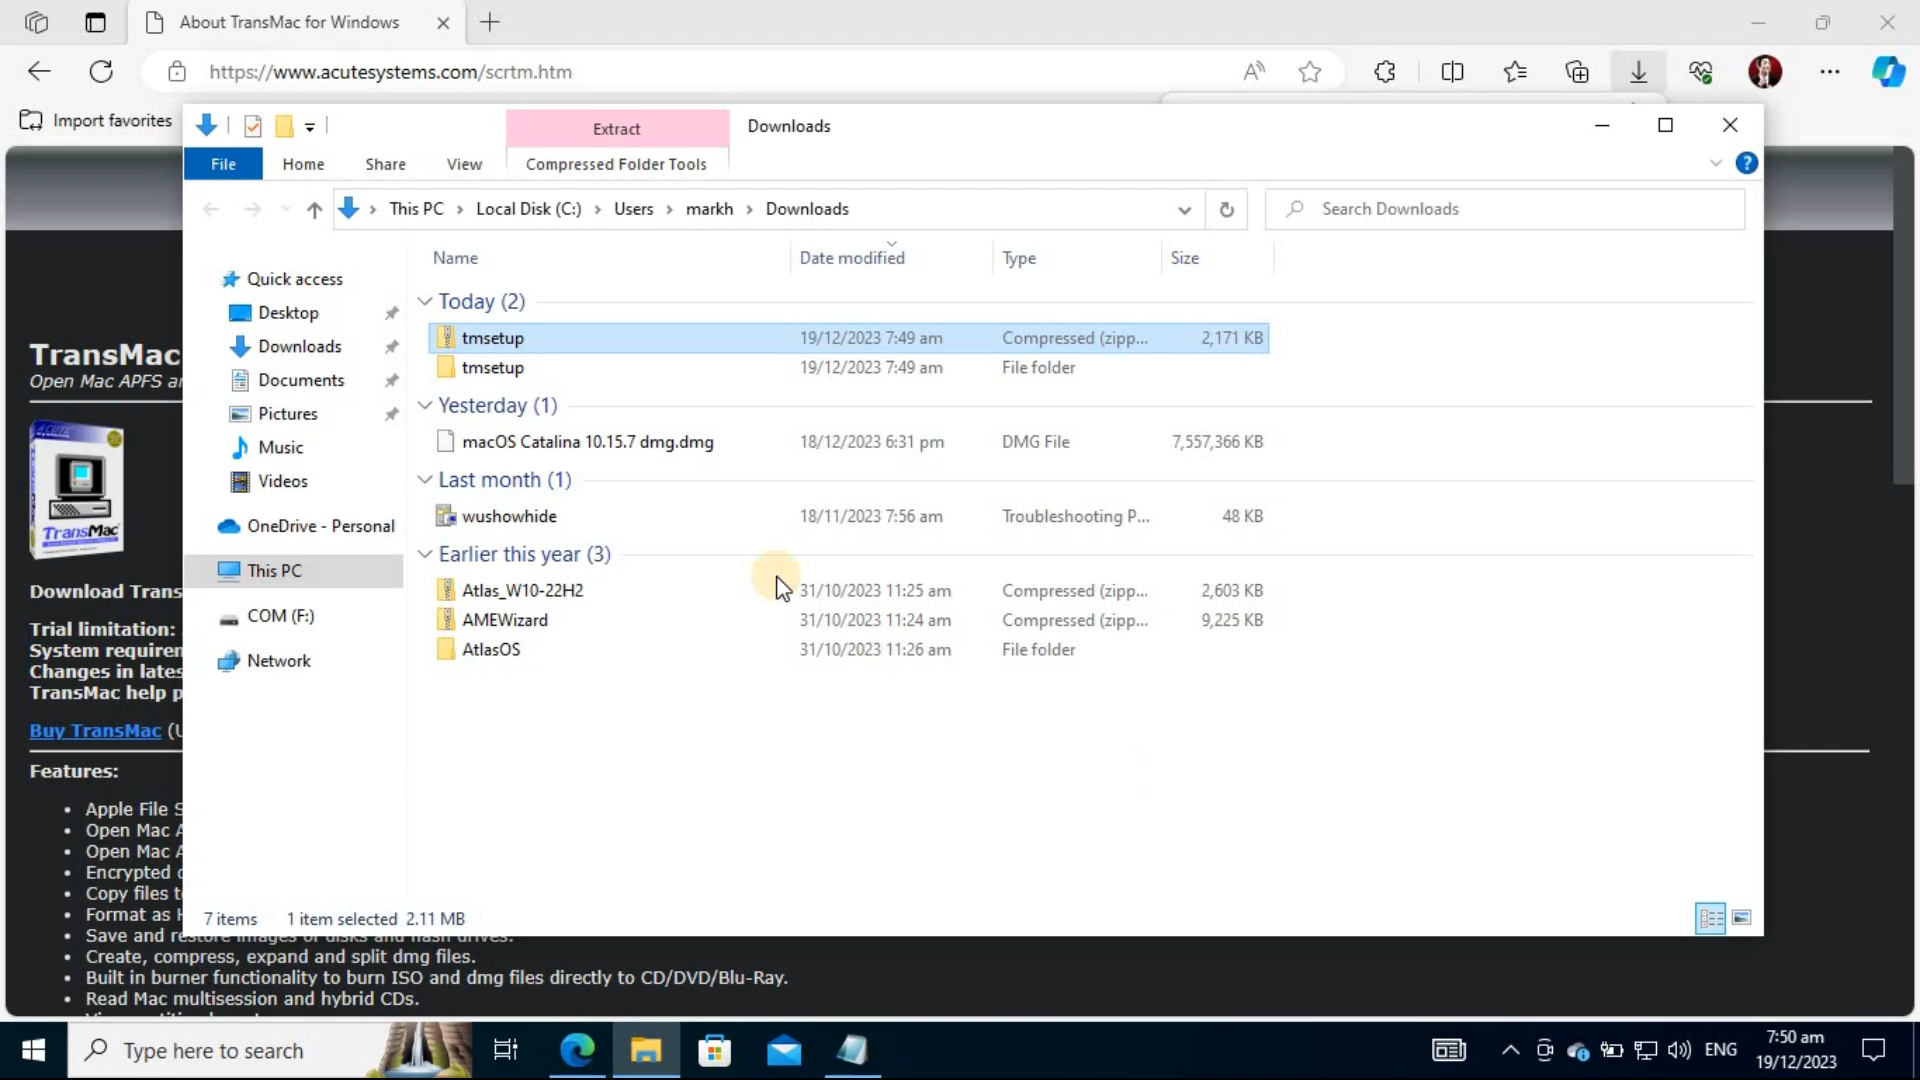 About TransMac for Windows
https://www.acutesystems.com/scrtm.htm
Import favorites
Extract
Downloads
File
Home
Share
View
Compressed Folder Tools
This PC > Local Disk (C:) > Users > markh > Downloads
Search Downloads
Name
Date modified
Type
Size
Quick access
Desktop
Downloads
Documents
Pictures
Music
Videos
OneDrive - Personal
This PC
COM (F:)
Network
Today (2)
tmsetup 19/12/2023 7:49 am Compressed (zipp... 2,171 KB
tmsetup 19/12/2023 7:49 am File folder
Yesterday (1)
macOS Catalina 10.15.7 dmg.dmg 18/12/2023 6:31 pm DMG File 7,557,366 KB
Last month (1)
wushowhide 18/11/2023 7:56 am Troubleshooting P... 48 KB
Earlier this year (3)
Atlas_W10-22H2 31/10/2023 11:25 am Compressed (zipp... 2,603 KB
AMEWizard 31/10/2023 11:24 am Compressed (zipp... 9,225 KB
AtlasOS 31/10/2023 11:26 am File folder
7 items
1 item selected 2.11 MB
TransMac
Open Mac APFS
TransMac
Download Trans
Trial limitation:
System requirem
Changes in lates
TransMac help p
Buy TransMac (U
Features:
• Apple File S
• Open Mac A
• Open Mac A
• Encrypted
• Copy files t
• Format as H
• Save and restore images of disks and flash drives.
• Create, compress, expand and split dmg files.
• Built in burner functionality to burn ISO and dmg files directly to CD/DVD/Blu-Ray.
• Read Mac multisession and hybrid CDs.
Type here to search
ENG
7:50 am
19/12/2023